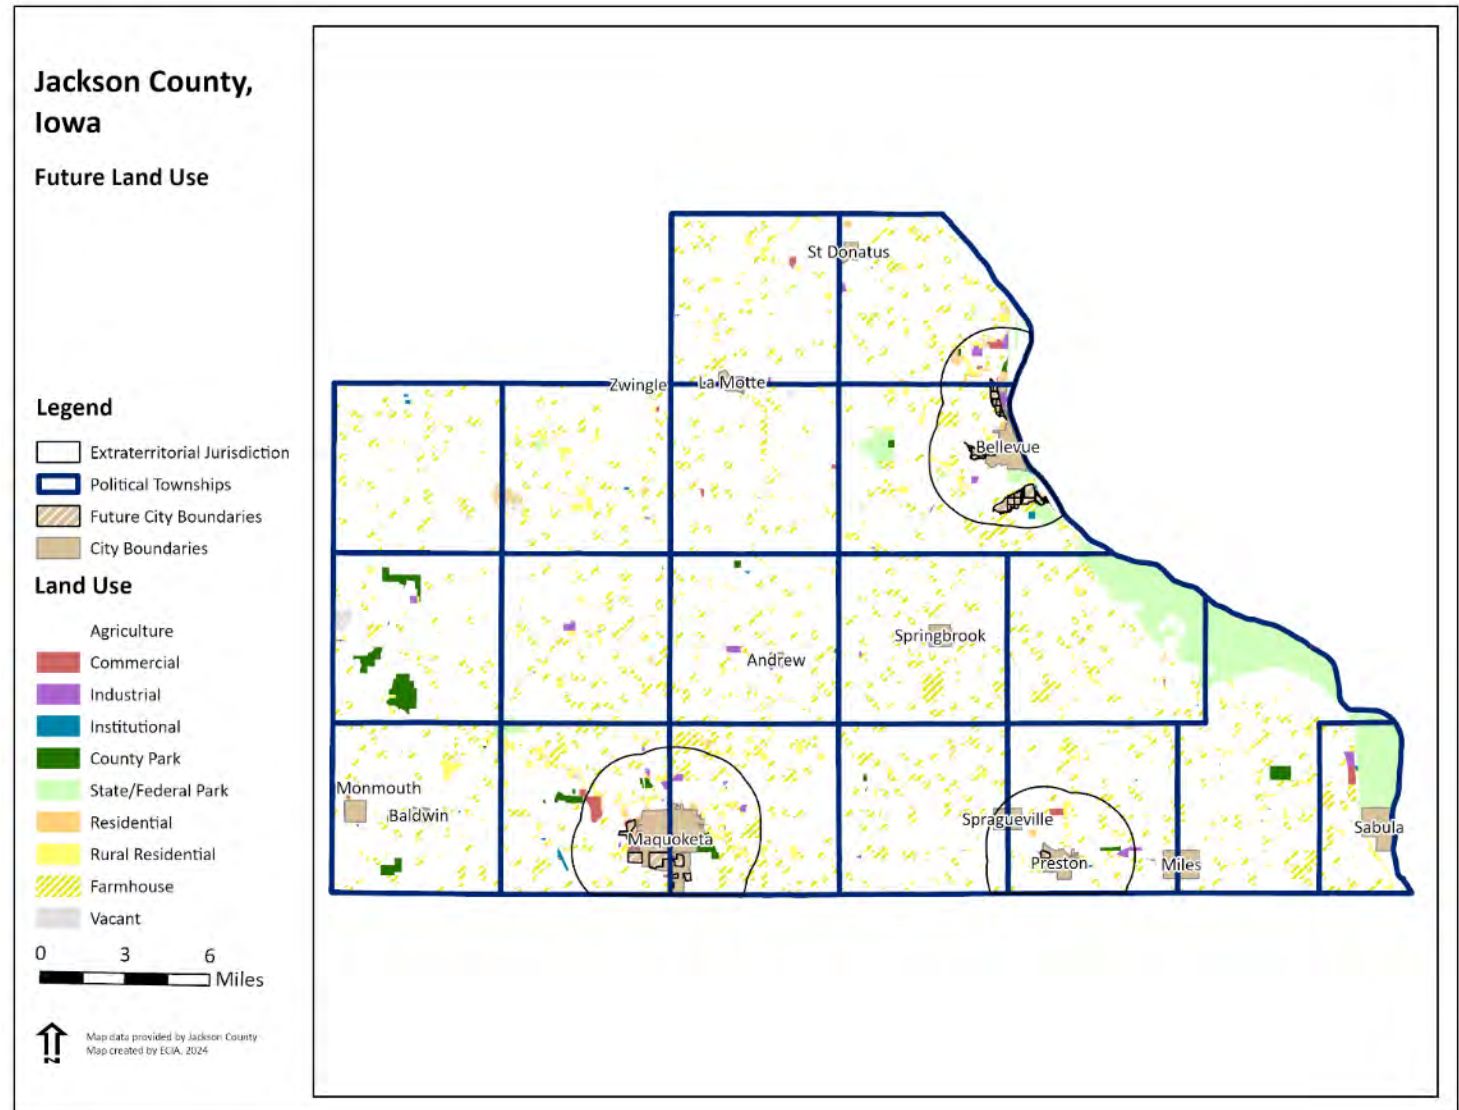 Jackson County,
Iowa
Future Land Use
Legend
Extraterritorial Jurisdiction
Political Townships
Future City Boundaries
City Boundaries
Land Use
Agriculture
Commercial
Industrial
Institutional
County Park
State/Federal Park
Residential
Rural Residential
Farmhouse
Vacant
0 3 6
Miles
N
Map data provided by Jackson County
Map created by ECIA, 2024
St Donatus
Zwingle
La Motte
Bellevue
Springbrook
Andrew
Monmouth
Baldwin
Maquoketa
Spragueville
Preston
Miles
Sabula